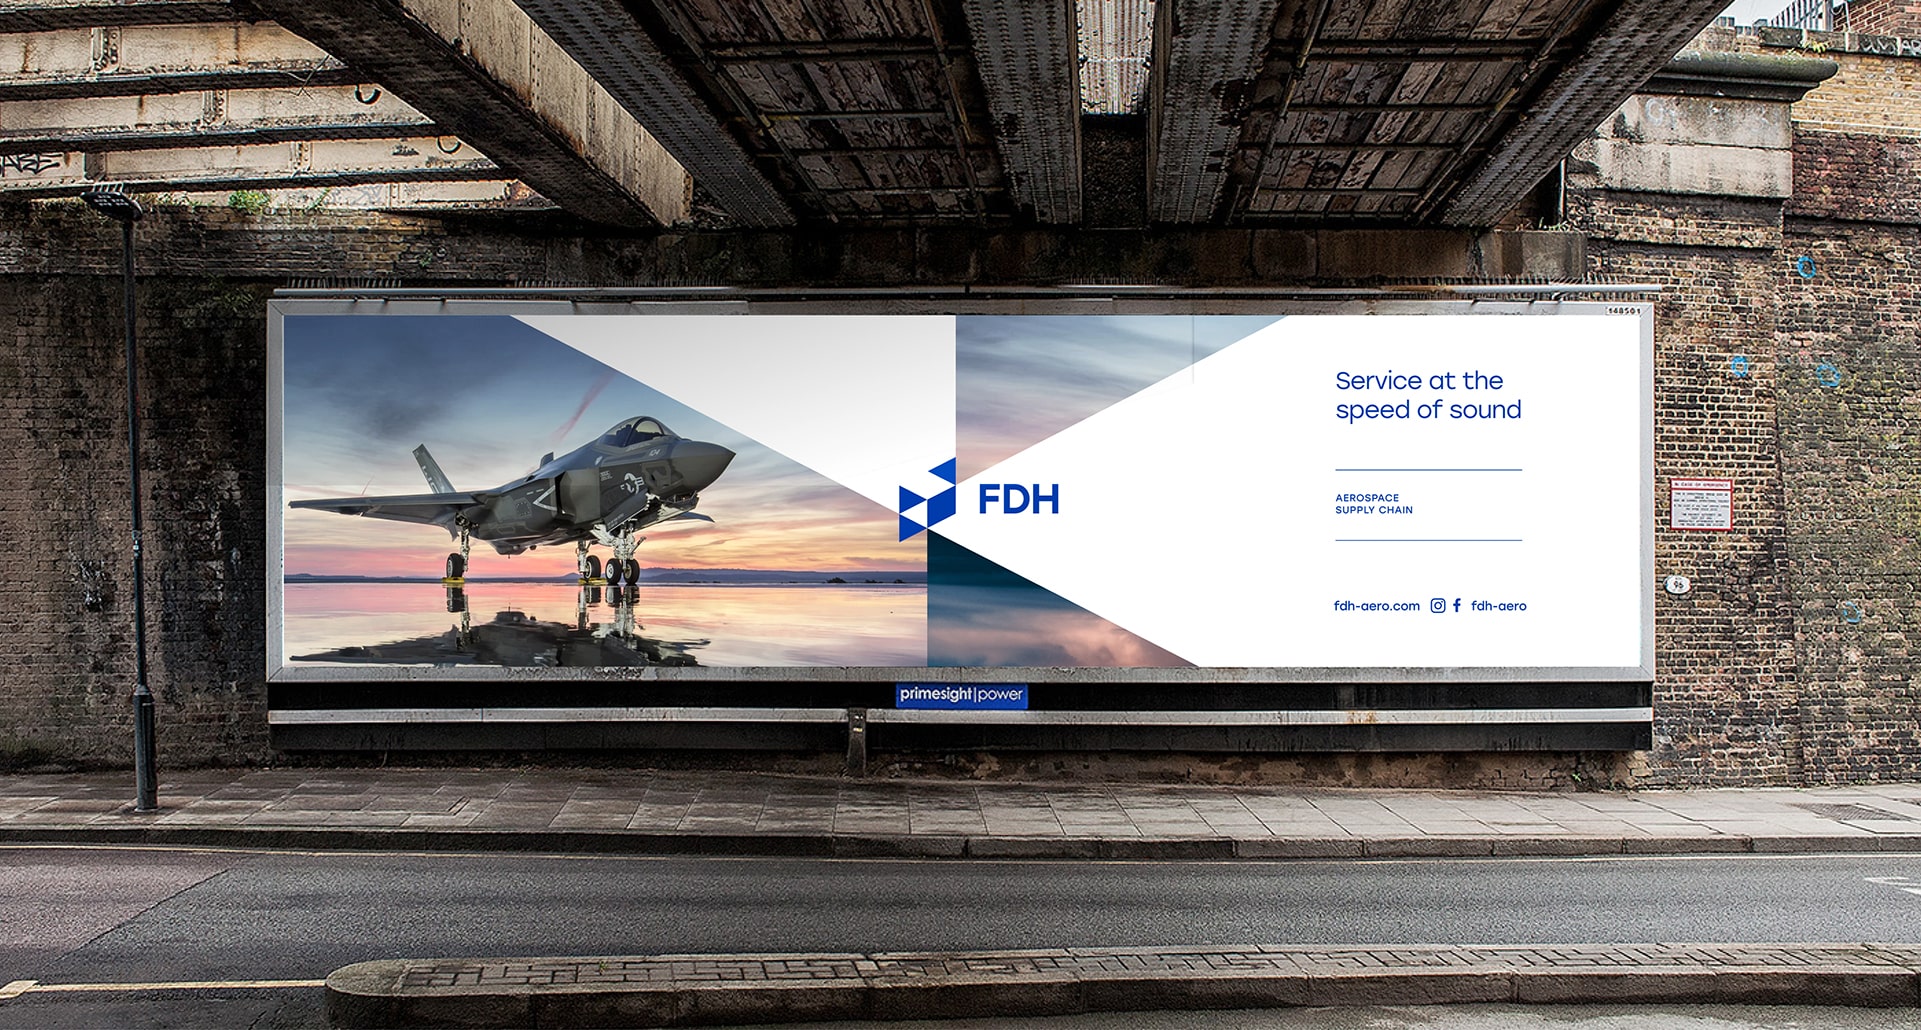 148501
Service at the
speed of sound
FDH
AEROSPACE
SUPPLY CHAIN
fdh-aero.com fdh-aero
primesight|power
IN CASE OF EMERGENCY
96